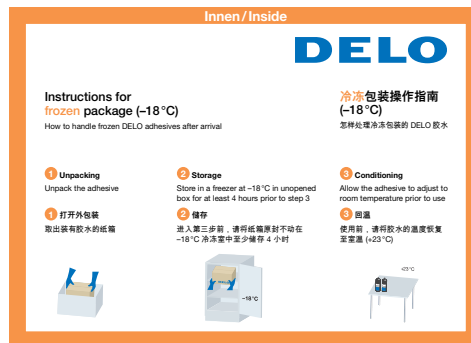 Innen/Inside
DELO
Instructions for
frozen package (–18 °C)
How to handle frozen DELO adhesives after arrival
冷冻包装操作指南
(–18 °C)
怎样处理冷冻包装的 DELO 胶水
1 Unpacking
Unpack the adhesive
2 Storage
Store in a freezer at –18 °C in unopened
box for at least 4 hours prior to step 3
3 Conditioning
Allow the adhesive to adjust to
room temperature prior to use
1 打开外包装
取出装有胶水的纸箱
2 储存
进入第三步前，请将纸箱原封不动在
–18 °C 冷冻室中至少储存 4 小时
3 回温
使用前，请将胶水的温度恢复
至室温 (+23 °C)
–18 °C
+23 °C